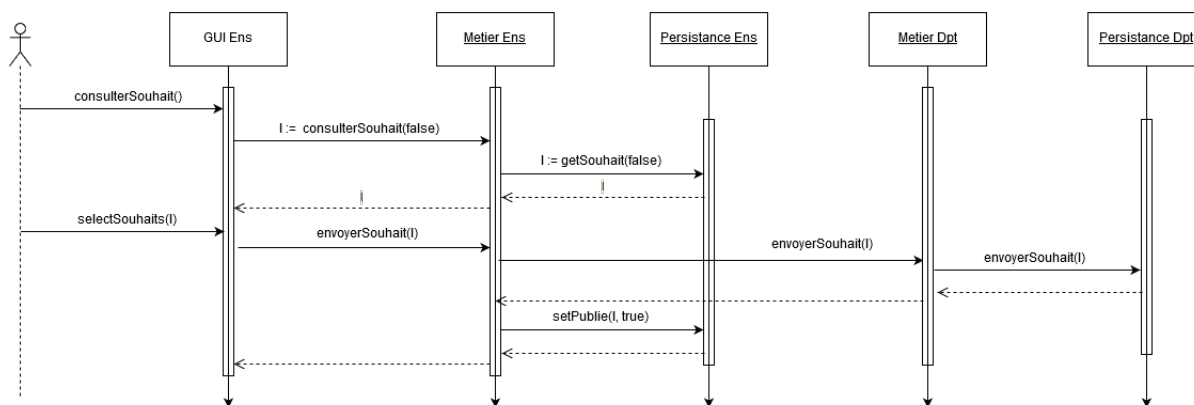 GUI Ens
Metier Ens
Persistance Ens
Metier Dpt
Persistance Dpt
consulterSouhait()
l := consulterSouhait(false)
l := getSouhait(false)
l
l
selectSouhaits(l)
envoyerSouhait(l)
envoyerSouhait(l)
envoyerSouhait(l)
setPublie(l, true)